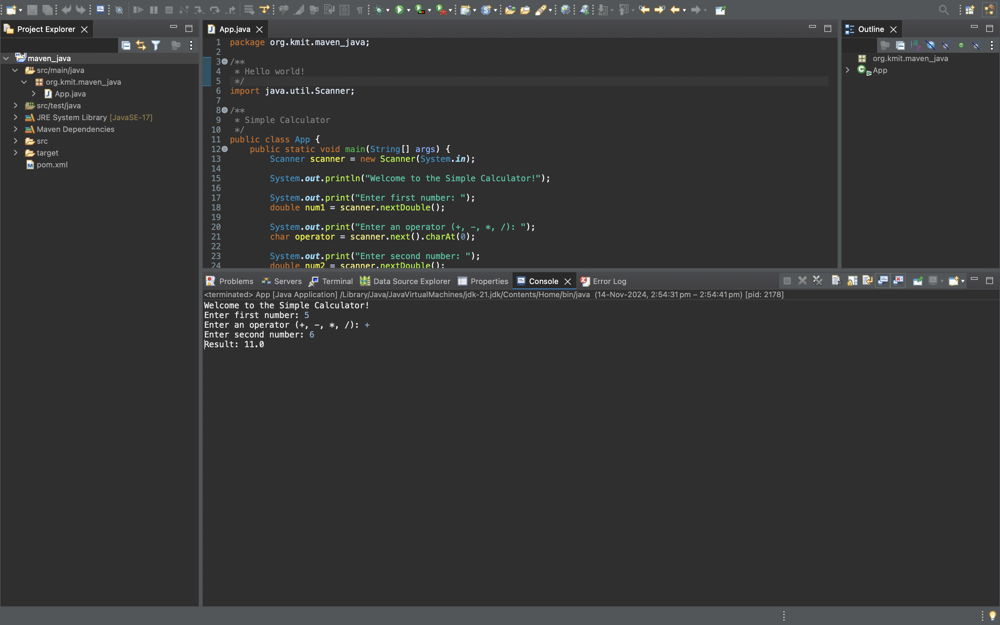 Project Explorer
maven_java
src/main/java
org.kmit.maven_java
App.java
src/test/java
JRE System Library [JavaSE-17]
Maven Dependencies
src
target
pom.xml
App.java
1 package org.kmit.maven_java;
2
3 /**
4  * Hello world!
5  */
6 import java.util.Scanner;
7
8 /**
9  * Simple Calculator
10  */
11 public class App {
12     public static void main(String[] args) {
13         Scanner scanner = new Scanner(System.in);
14
15         System.out.println("Welcome to the Simple Calculator!");
16
17         System.out.print("Enter first number: ");
18         double num1 = scanner.nextDouble();
19
20         System.out.print("Enter an operator (+, -, *, /): ");
21         char operator = scanner.next().charAt(0);
22
23         System.out.print("Enter second number: ");
24         double num2 = scanner.nextDouble();
Outline
org.kmit.maven_java
App
Problems Servers Terminal Data Source Explorer Properties Console Error Log
<terminated> App [Java Application] /Library/Java/JavaVirtualMachines/jdk-21.jdk/Contents/Home/bin/java (14-Nov-2024, 2:54:31 pm – 2:54:41 pm) [pid: 2178]
Welcome to the Simple Calculator!
Enter first number: 5
Enter an operator (+, -, *, /): +
Enter second number: 6
Result: 11.0